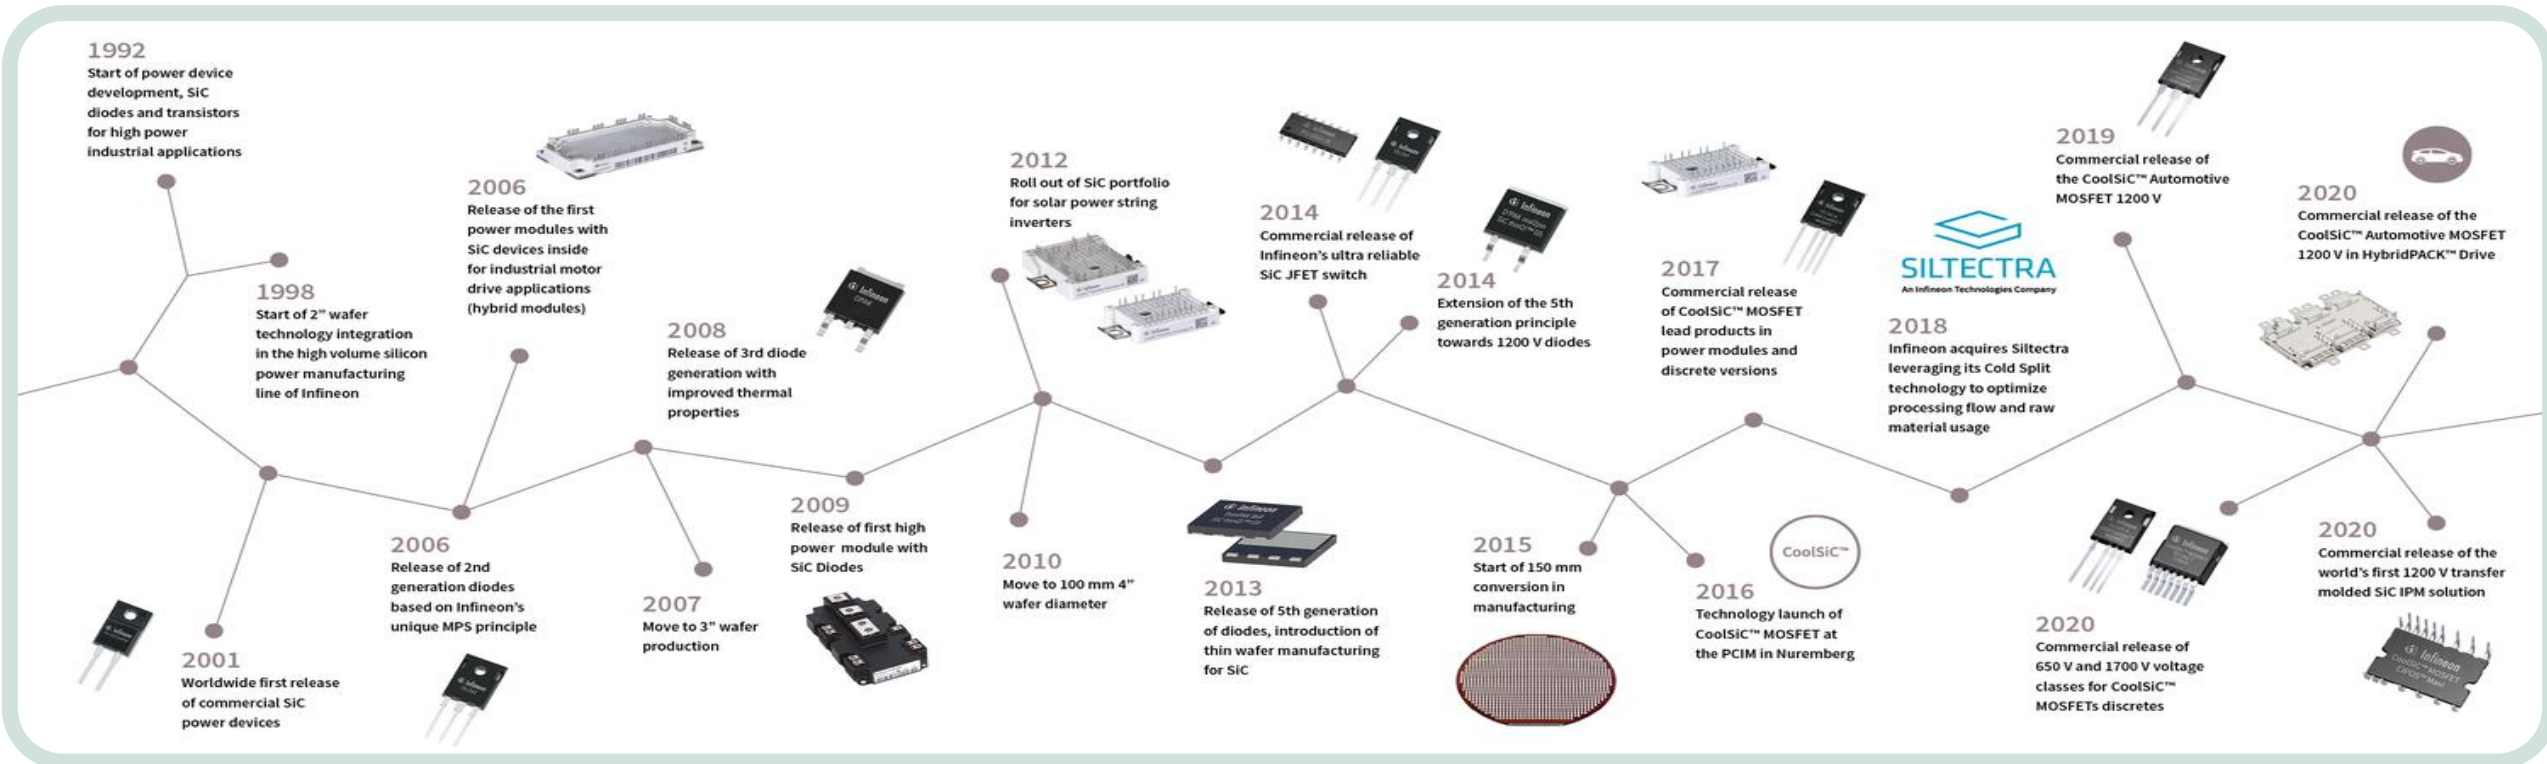 1992
Start of power device
development, SiC
diodes and transistors
for high power
industrial applications
1998
Start of 2” wafer
technology integration
in the high volume silicon
power manufacturing
line of Infineon
2001
Worldwide first release
of commercial SiC
power devices
2006
Release of the first
power modules with
SiC devices inside
for industrial motor
drive applications
(hybrid modules)
2006
Release of 2nd
generation diodes
based on Infineon’s
unique MPS principle
2007
Move to 3” wafer
production
2008
Release of 3rd diode
generation with
improved thermal
properties
Infineon
DPAK
2009
Release of first high
power module with
SiC Diodes
2010
Move to 100 mm 4”
wafer diameter
2012
Roll out of SiC portfolio
for solar power string
inverters
2013
Release of 5th generation
of diodes, introduction of
thin wafer manufacturing
for SiC
Infineon
2014
Commercial release of
Infineon’s ultra reliable
SiC JFET switch
Infineon
2014
Extension of the 5th
generation principle
towards 1200 V diodes
2015
Start of 150 mm
conversion in
manufacturing
2016
Technology launch of
CoolSiC™ MOSFET at
the PCIM in Nuremberg
CoolSiC™
2017
Commercial release
of CoolSiC™ MOSFET
lead products in
power modules and
discrete versions
SILTECTRA
An Infineon Technologies Company
2018
Infineon acquires Siltectra
leveraging its Cold Split
technology to optimize
processing flow and raw
material usage
2019
Commercial release of
the CoolSiC™ Automotive
MOSFET 1200 V
2020
Commercial release of the
CoolSiC™ Automotive MOSFET
1200 V in HybridPACK™ Drive
2020
Commercial release of
650 V and 1700 V voltage
classes for CoolSiC™
MOSFETs discretes
2020
Commercial release of the
world’s first 1200 V transfer
molded SiC IPM solution
Infineon
CoolSiC™ MOSFET
CIPOS™ Maxi